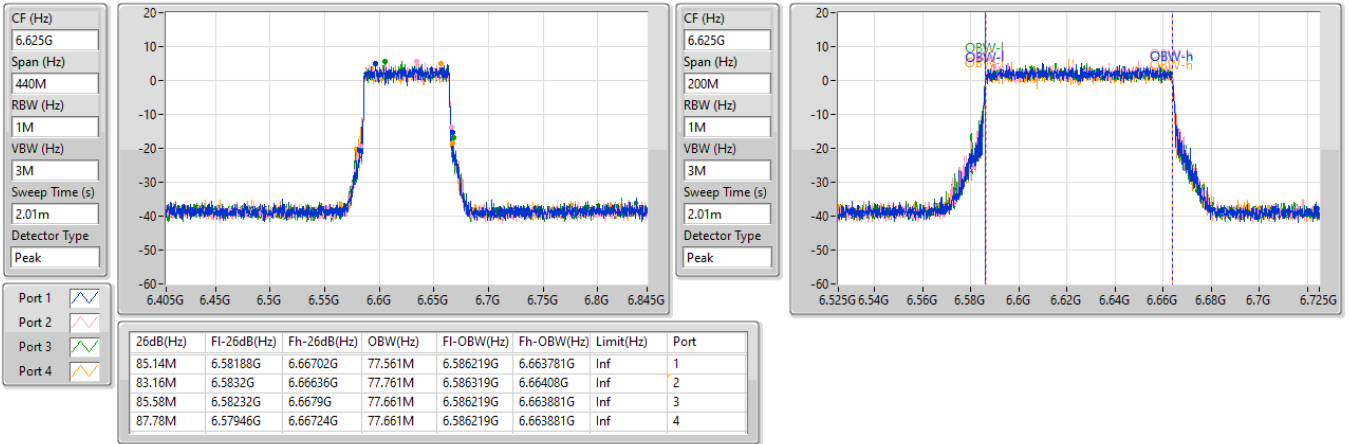 CF (Hz)
6.625G
Span (Hz)
440M
RBW (Hz)
1M
VBW (Hz)
3M
Sweep Time (s)
2.01m
Detector Type
Peak
20
10
0
-10
-20
-30
-40
-50
-60
6.405G 6.45G 6.5G 6.55G 6.6G 6.65G 6.7G 6.75G 6.8G 6.845G
CF (Hz)
6.625G
Span (Hz)
200M
RBW (Hz)
1M
VBW (Hz)
3M
Sweep Time (s)
2.01m
Detector Type
Peak
20
10
0
-10
-20
-30
-40
-50
-60
OBW-l
OBW-l
OBW-h
6.525G 6.54G 6.56G 6.58G 6.6G 6.62G 6.64G 6.66G 6.68G 6.7G 6.725G
Port 1
Port 2
Port 3
Port 4
26dB(Hz) Fl-26dB(Hz) Fh-26dB(Hz) OBW(Hz) Fl-OBW(Hz) Fh-OBW(Hz) Limit(Hz) Port
85.14M 6.58188G 6.66702G 77.561M 6.586219G 6.663781G Inf 1
83.16M 6.5832G 6.66636G 77.761M 6.586319G 6.66408G Inf 2
85.58M 6.58232G 6.6679G 77.661M 6.586219G 6.663881G Inf 3
87.78M 6.57946G 6.66724G 77.661M 6.586219G 6.663881G Inf 4